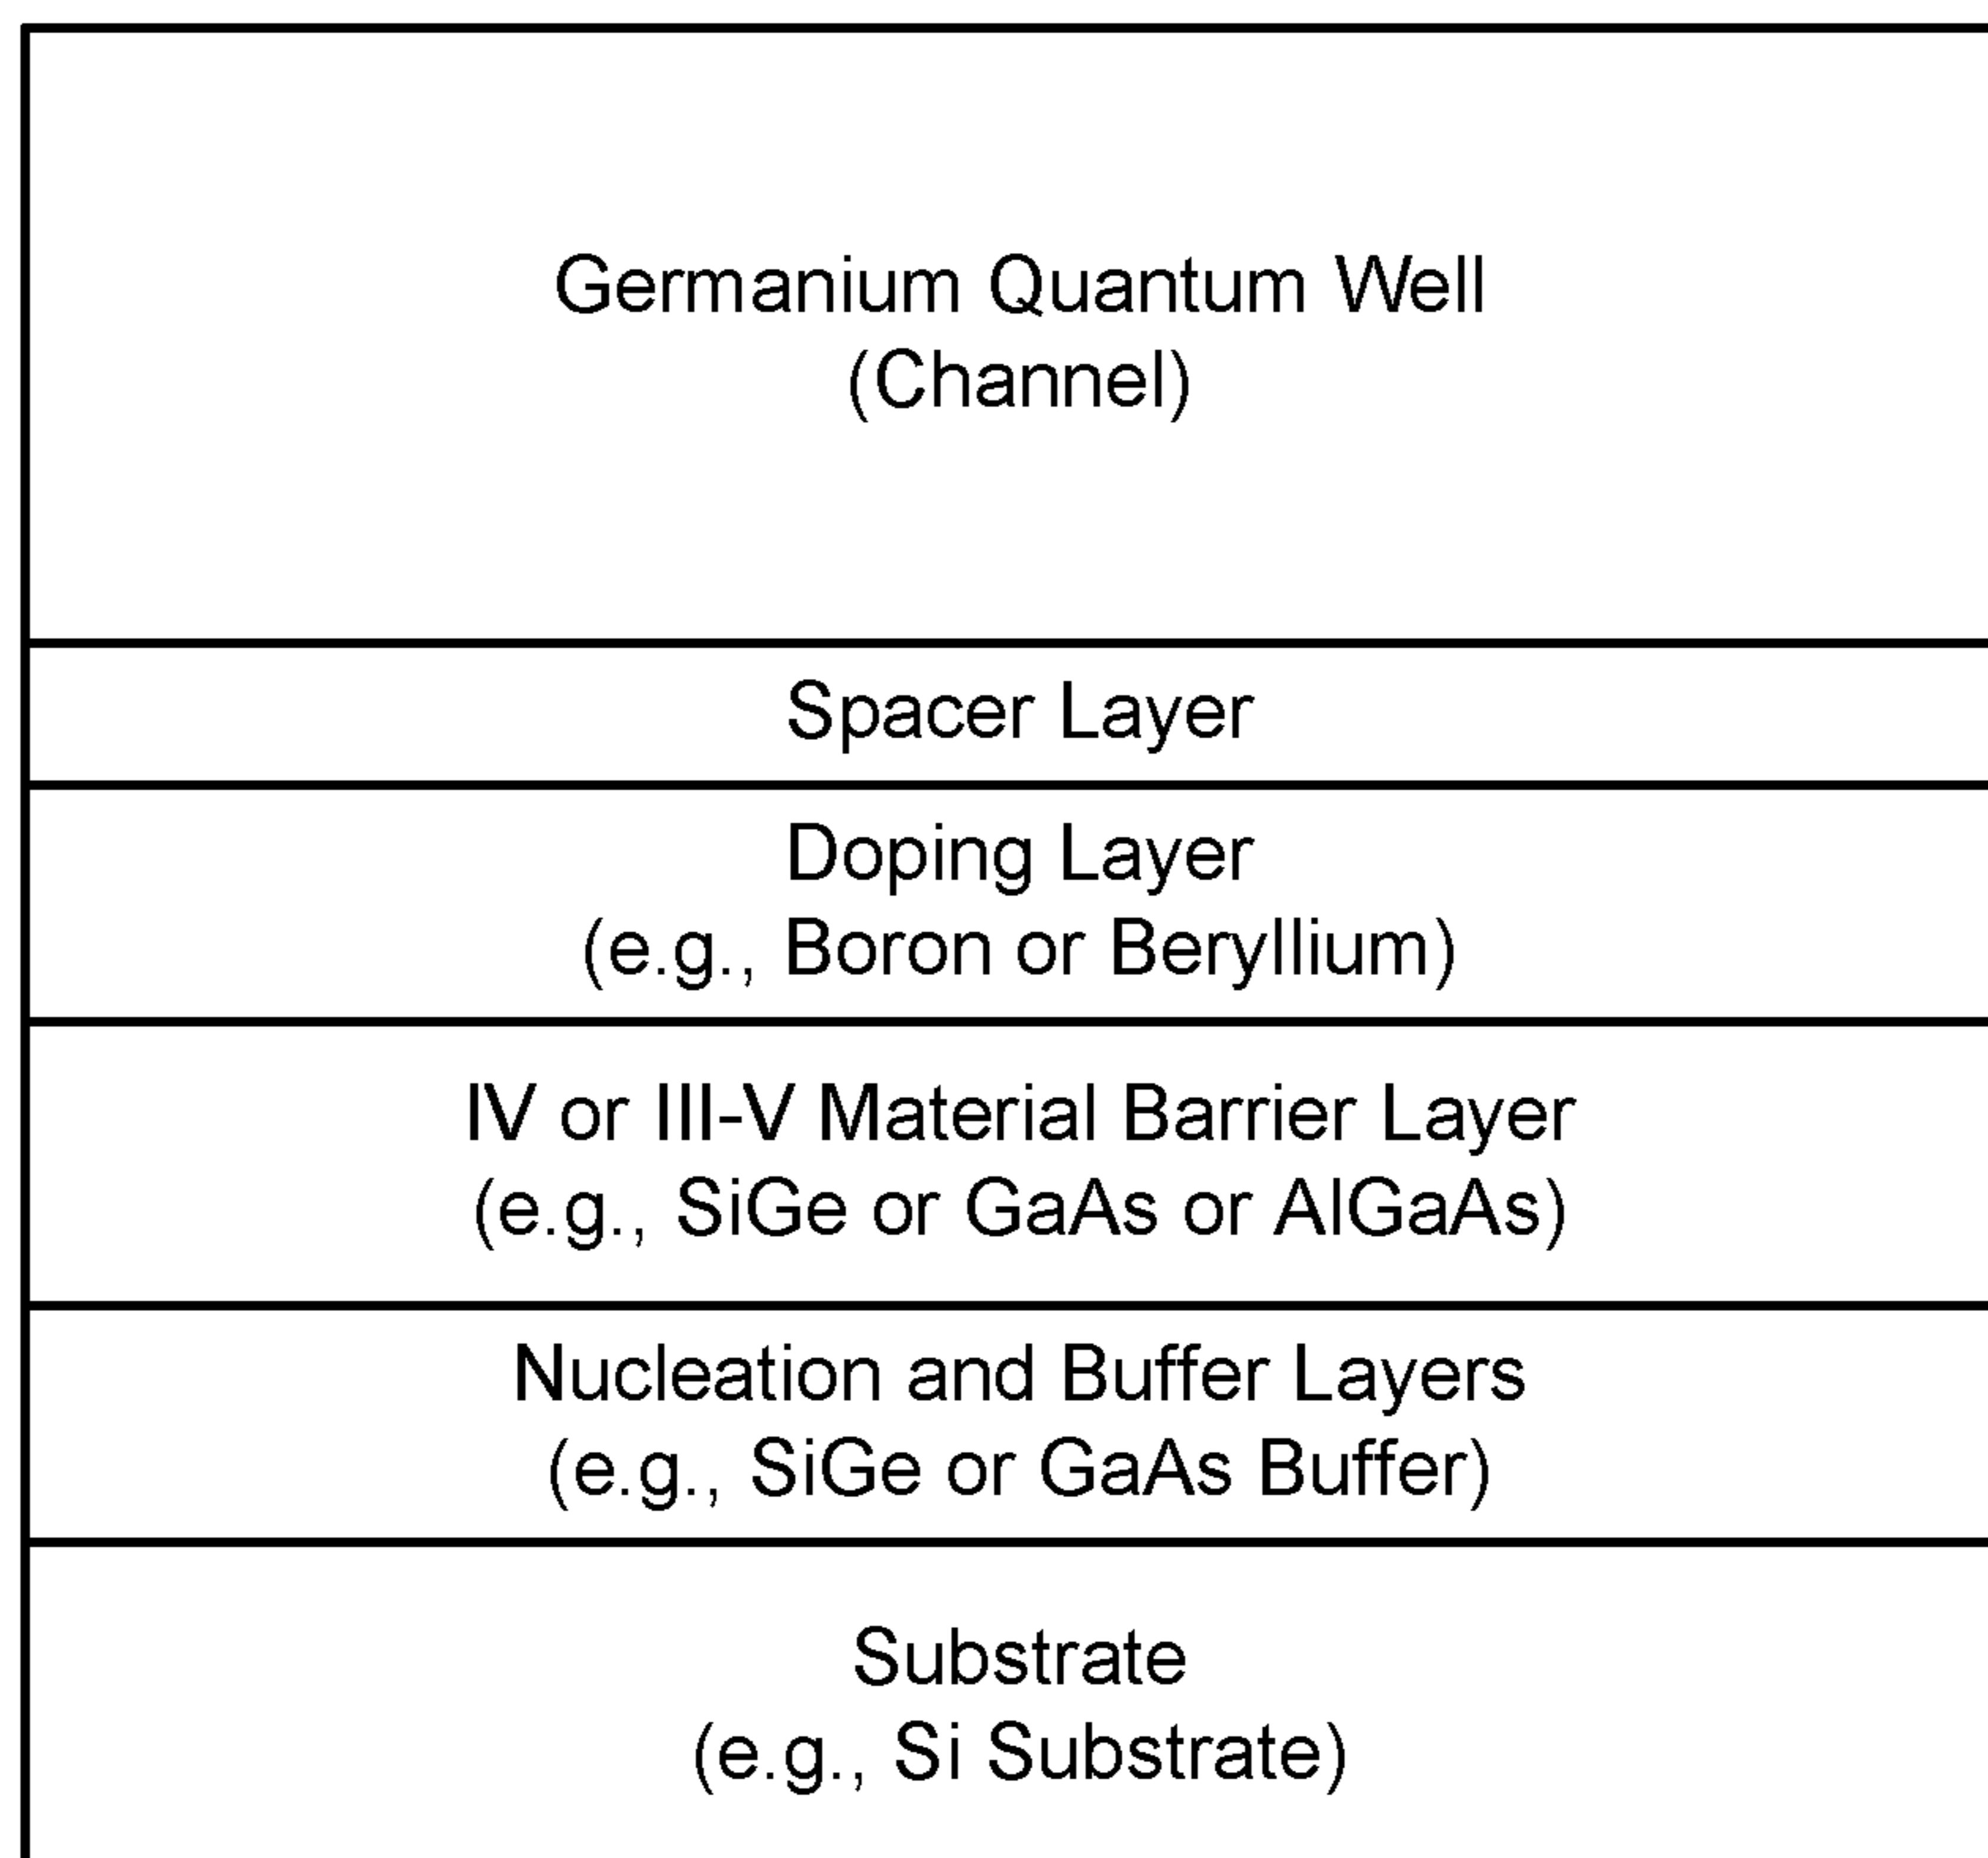 Germanium Quantum Well
(Channel)
Spacer Layer
Doping Layer
(e.g., Boron or Beryllium)
IV or III-V Material Barrier Layer
(e.g., SiGe or GaAs or AlGaAs)
Nucleation and Buffer Layers
(e.g., SiGe or GaAs Buffer)
Substrate
(e.g., Si Substrate)